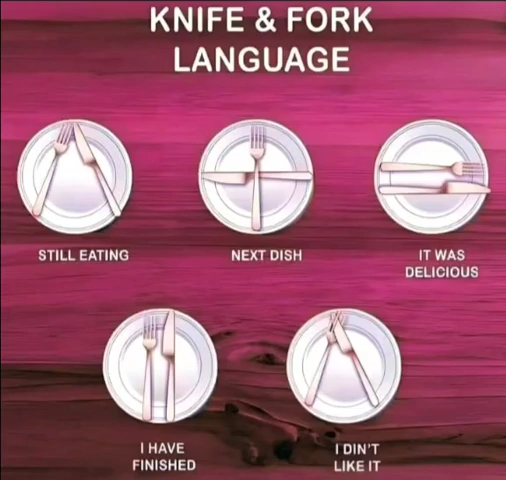 KNIFE & FORK
LANGUAGE
STILL EATING
NEXT DISH
IT WAS
DELICIOUS
I HAVE
FINISHED
I DIN'T
LIKE IT